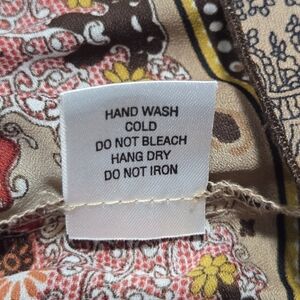 HAND WASH
COLD
DO NOT BLEACH
HANG DRY
DO NOT IRON